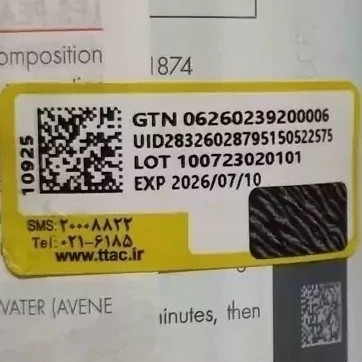 omposition
1874
10925
GTN 06260239200006
UID28326028795150522575
LOT 100723020101
EXP 2026/07/10
SMS: ۲۰۰۰۸۸۲۲
Tel: ۰۲۱-۶۱۸۵
www.ttac.ir
WATER (AVENE
inutes, then